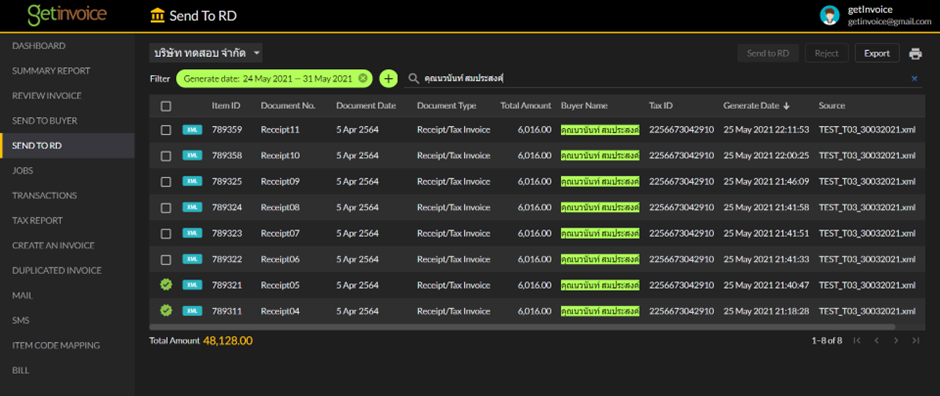 getinvoice
Send To RD
getInvoice
getinvoice@gmail.com
DASHBOARD
SUMMARY REPORT
REVIEW INVOICE
SEND TO BUYER
SEND TO RD
JOBS
TRANSACTIONS
TAX REPORT
CREATE AN INVOICE
DUPLICATED INVOICE
MAIL
SMS
ITEM CODE MAPPING
BILL
บริษัท ทดสอบ จำกัด
Send to RD Reject Export
Filter Generate date: 24 May 2021 — 31 May 2021 คุณนวนันท์ สมประสงค์
Item ID Document No. Document Date Document Type Total Amount Buyer Name Tax ID Generate Date Source
XML 789359 Receipt11 5 Apr 2564 Receipt/Tax Invoice 6,016.00 คุณนวนันท์ สมประสงค์ 2256673042910 25 May 2021 22:11:53 TEST_T03_30032021.xml
XML 789358 Receipt10 5 Apr 2564 Receipt/Tax Invoice 6,016.00 คุณนวนันท์ สมประสงค์ 2256673042910 25 May 2021 22:00:25 TEST_T03_30032021.xml
XML 789325 Receipt09 5 Apr 2564 Receipt/Tax Invoice 6,016.00 คุณนวนันท์ สมประสงค์ 2256673042910 25 May 2021 21:46:09 TEST_T03_30032021.xml
XML 789324 Receipt08 5 Apr 2564 Receipt/Tax Invoice 6,016.00 คุณนวนันท์ สมประสงค์ 2256673042910 25 May 2021 21:41:58 TEST_T03_30032021.xml
XML 789323 Receipt07 5 Apr 2564 Receipt/Tax Invoice 6,016.00 คุณนวนันท์ สมประสงค์ 2256673042910 25 May 2021 21:41:51 TEST_T03_30032021.xml
XML 789322 Receipt06 5 Apr 2564 Receipt/Tax Invoice 6,016.00 คุณนวนันท์ สมประสงค์ 2256673042910 25 May 2021 21:41:33 TEST_T03_30032021.xml
XML 789321 Receipt05 5 Apr 2564 Receipt/Tax Invoice 6,016.00 คุณนวนันท์ สมประสงค์ 2256673042910 25 May 2021 21:40:47 TEST_T03_30032021.xml
XML 789311 Receipt04 5 Apr 2564 Receipt/Tax Invoice 6,016.00 คุณนวนันท์ สมประสงค์ 2256673042910 25 May 2021 21:18:28 TEST_T03_30032021.xml
Total Amount 48,128.00 1–8 of 8